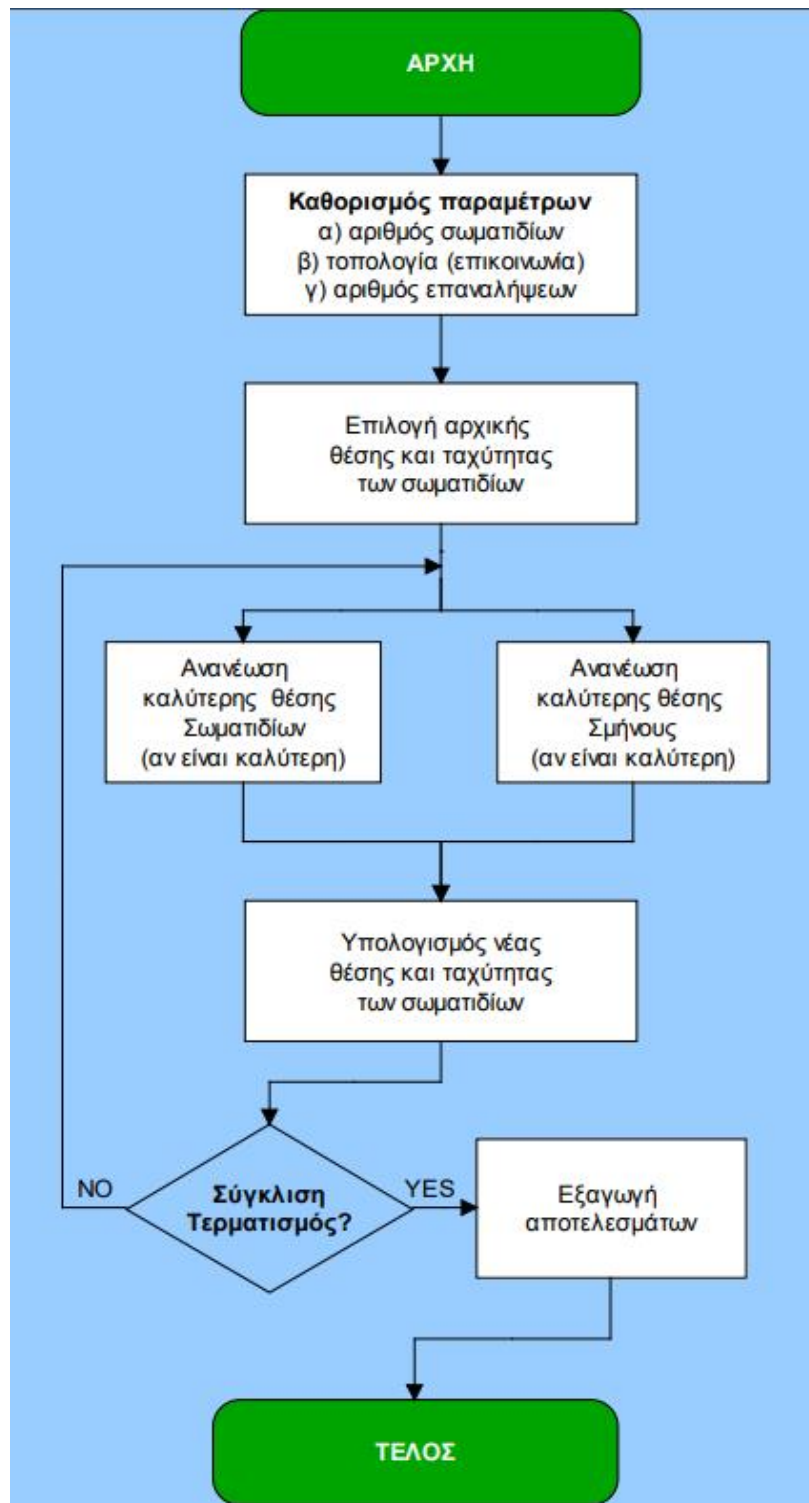 ΑΡΧΗ
Καθορισμός παραμέτρων
α) αριθμός σωματιδίων
β) τοπολογία (επικοινωνία)
γ) αριθμός επαναλήψεων
Επιλογή αρχικής
θέσης και ταχύτητας
των σωματιδίων
Ανανέωση
καλύτερης θέσης
Σωματιδίων
(αν είναι καλύτερη)
Ανανέωση
καλύτερης θέσης
Σμήνους
(αν είναι καλύτερη)
Υπολογισμός νέας
θέσης και ταχύτητας
των σωματιδίων
NO
Σύγκλιση
Τερματισμός?
YES
Εξαγωγή
αποτελεσμάτων
ΤΕΛΟΣ